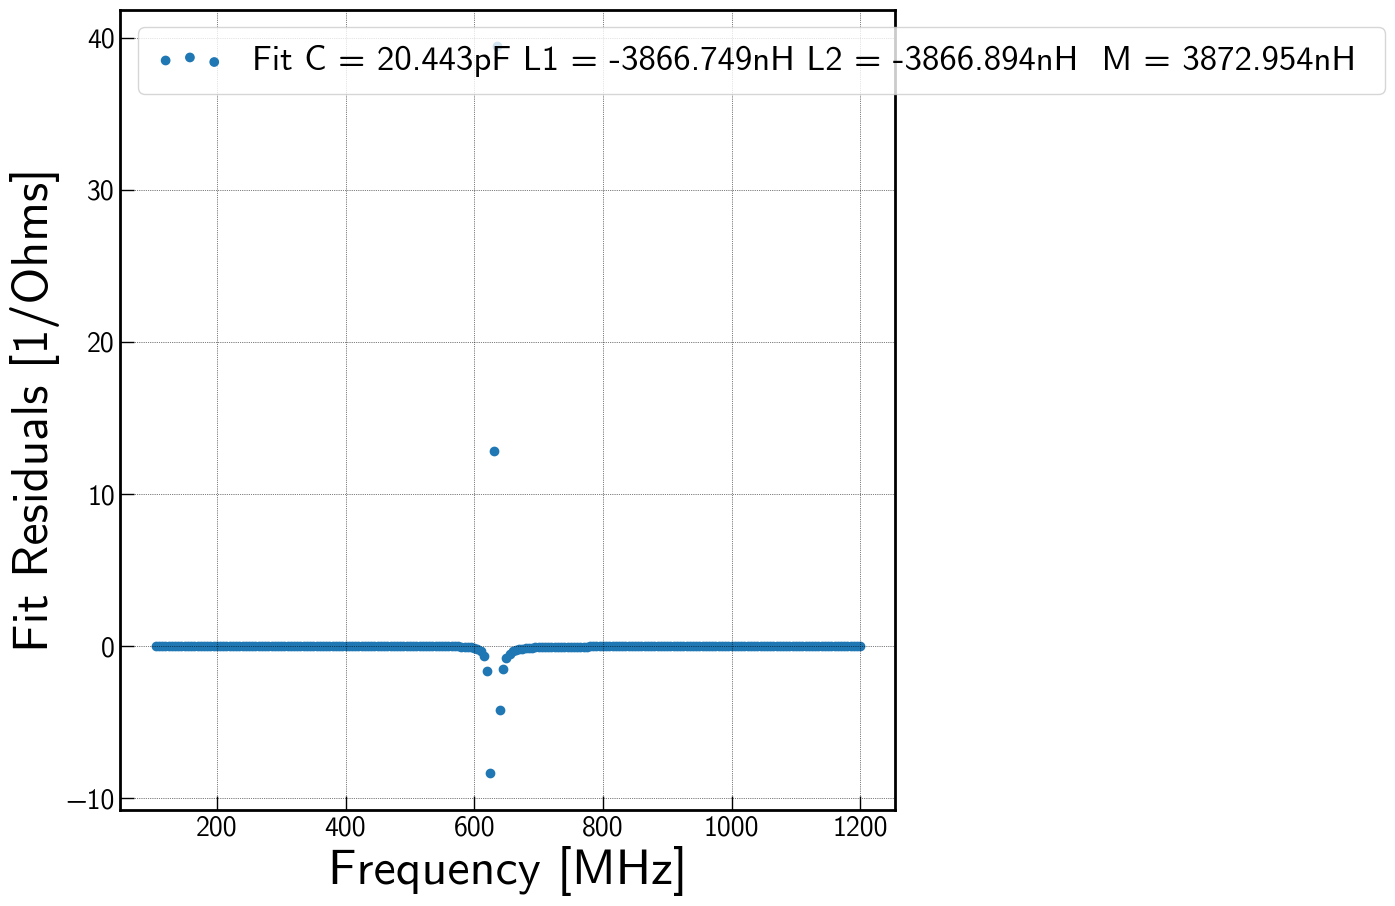 Fit C = 20.443pF L1 = -3866.749nH L2 = -3866.894nH M = 3872.954nH
40
30
20
10
0
−10
Fit Residuals [1/Ohms]
200 400 600 800 1000 1200
Frequency [MHz]